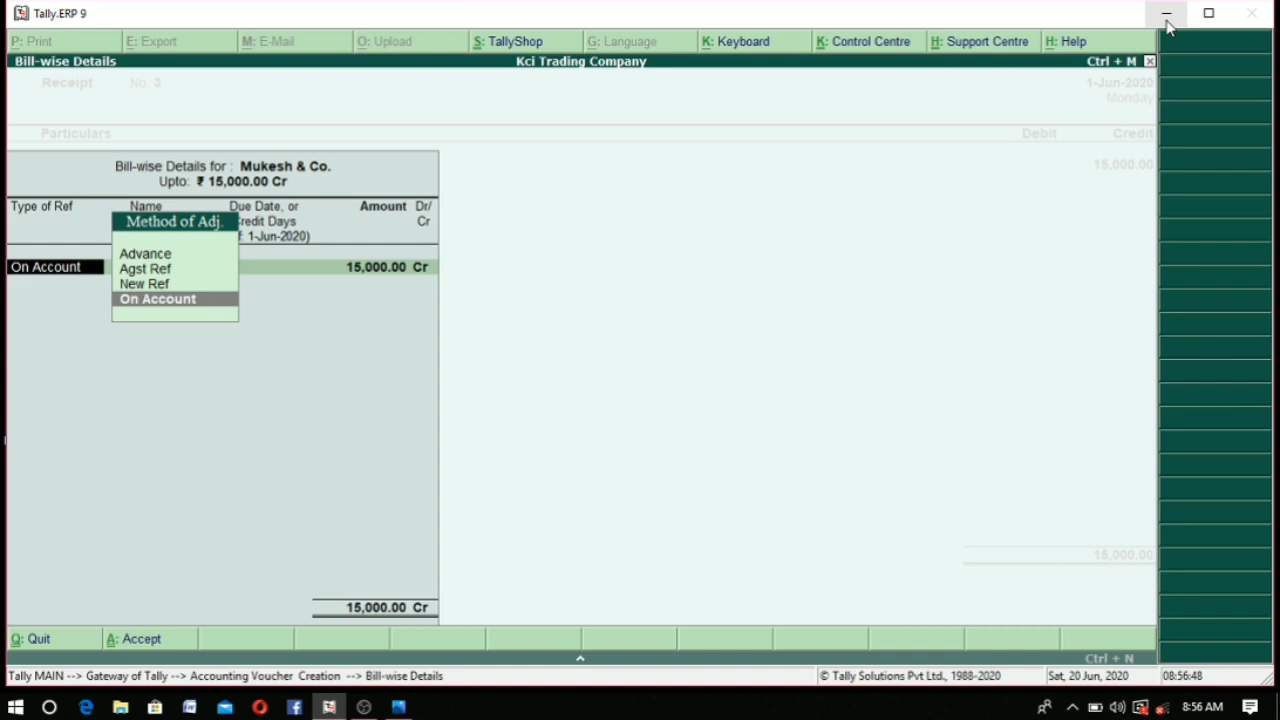 Tally.ERP 9
P: Print E: Export M: E-Mail O: Upload S: TallyShop G: Language K: Keyboard K: Control Centre H: Support Centre H: Help
Bill-wise Details Kci Trading Company Ctrl + M
Receipt No. 3 1-Jun-2020
Monday
Particulars Debit Credit
15,000.00
Bill-wise Details for : Mukesh & Co.
Upto: ₹ 15,000.00 Cr
Type of Ref Name Due Date, or Amount Dr/
Method of Adj. Credit Days Cr
1-Jun-2020)
Advance
On Account Agst Ref 15,000.00 Cr
New Ref
On Account
15,000.00
15,000.00 Cr
Q: Quit A: Accept
Ctrl + N
Tally MAIN --> Gateway of Tally --> Accounting Voucher Creation --> Bill-wise Details © Tally Solutions Pvt Ltd., 1988-2020 Sat, 20 Jun, 2020 08:56:48
8:56 AM